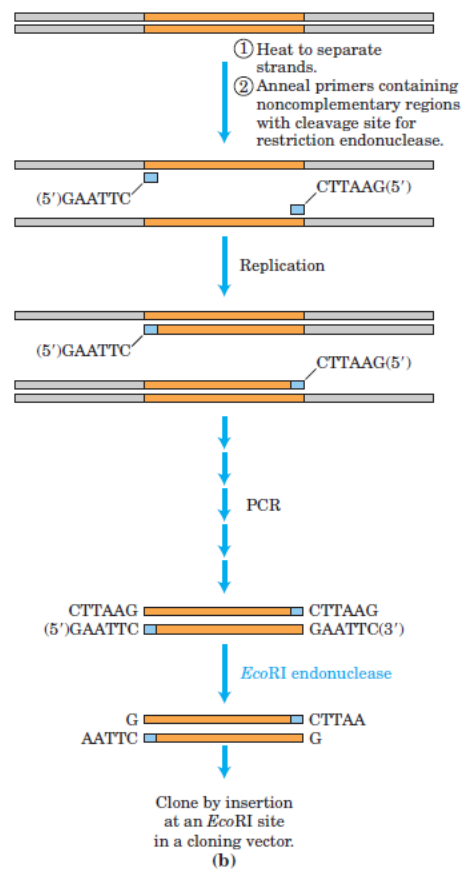 ① Heat to separate
strands.
② Anneal primers containing
noncomplementary regions
with cleavage site for
restriction endonuclease.
(5′)GAATTC
CTTAAG(5′)
Replication
(5′)GAATTC
CTTAAG(5′)
PCR
CTTAAG CTTAAG
(5′)GAATTC GAATTC(3′)
EcoRI endonuclease
G CTTAA
AATTC G
Clone by insertion
at an EcoRI site
in a cloning vector.
(b)